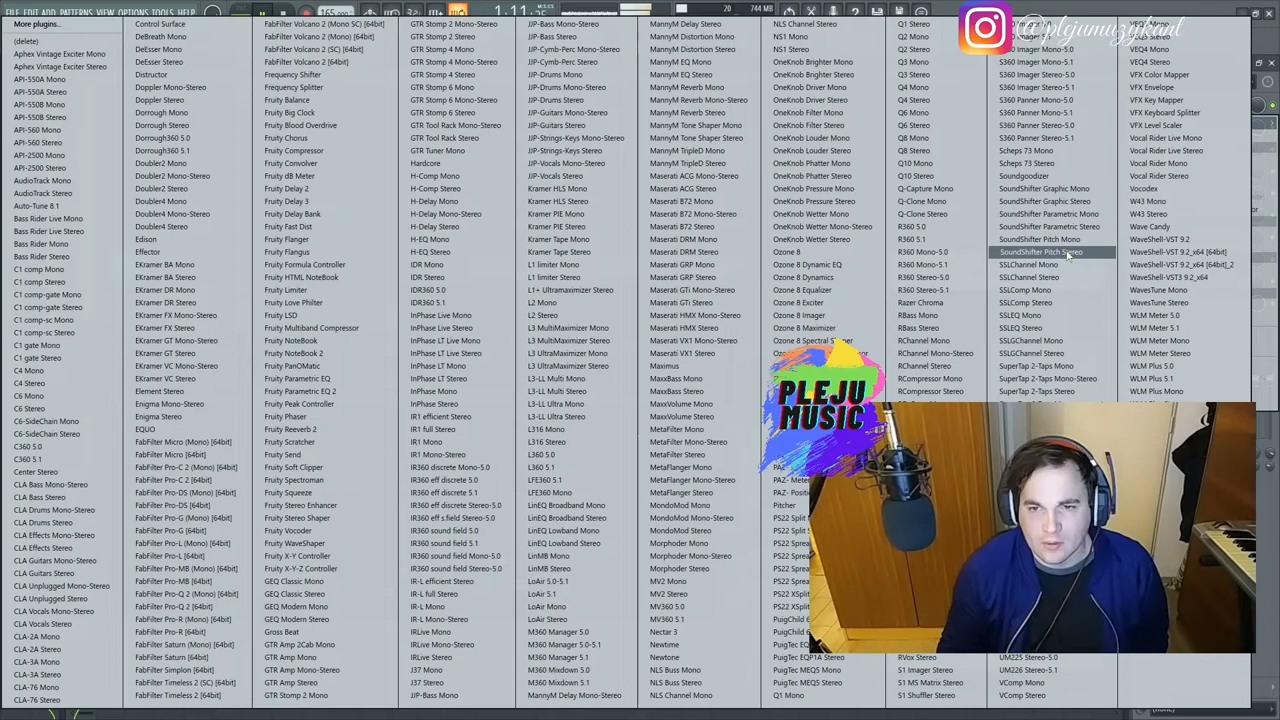 FILE EDIT ADD PATTERNS
165.000
1:11:55
20
@plejumuzykant
More plugins...
(delete)
Aphex Vintage Exciter Mono
Aphex Vintage Exciter Stereo
API-550A Mono
API-550A Stereo
API-550B Mono
API-550B Stereo
API-560 Mono
API-560 Stereo
API-2500 Mono
API-2500 Stereo
AudioTrack Mono
AudioTrack Stereo
Auto-Tune 8.1
Bass Rider Live Mono
Bass Rider Live Stereo
Bass Rider Mono
Bass Rider Stereo
C1 comp Mono
C1 comp Stereo
C1 comp-gate Mono
C1 comp-gate Stereo
C1 comp-sc Mono
C1 comp-sc Stereo
C1 gate Mono
C1 gate Stereo
C4 Mono
C4 Stereo
C6 Mono
C6 Stereo
C6-SideChain Mono
C6-SideChain Stereo
C360 5.0
C360 5.1
Center Stereo
CLA Bass Mono-Stereo
CLA Bass Stereo
CLA Drums Mono-Stereo
CLA Drums Stereo
CLA Effects Mono-Stereo
CLA Effects Stereo
CLA Guitars Mono-Stereo
CLA Guitars Stereo
CLA Unplugged Mono-Stereo
CLA Unplugged Stereo
CLA Vocals Mono-Stereo
CLA Vocals Stereo
CLA-2A Mono
CLA-2A Stereo
CLA-3A Mono
CLA-3A Stereo
CLA-76 Mono
CLA-76 Stereo
Control Surface
DeBreath Mono
DeEsser Mono
DeEsser Stereo
Distructor
Doppler Mono-Stereo
Doppler Stereo
Dorrough Mono
Dorrough Stereo
Dorrough360 5.0
Dorrough360 5.1
Doubler2 Mono
Doubler2 Mono-Stereo
Doubler2 Stereo
Doubler4 Mono
Doubler4 Mono-Stereo
Doubler4 Stereo
Edison
Effector
EKramer BA Mono
EKramer BA Stereo
EKramer DR Mono
EKramer DR Stereo
EKramer FX Mono
EKramer FX Mono-Stereo
EKramer FX Stereo
EKramer GT Mono-Stereo
EKramer GT Stereo
EKramer VC Mono-Stereo
EKramer VC Stereo
Element Stereo
Enigma Mono-Stereo
Enigma Stereo
EQUO
FabFilter Micro (Mono) [64bit]
FabFilter Micro [64bit]
FabFilter Pro-C 2 (Mono) [64bit]
FabFilter Pro-C 2 [64bit]
FabFilter Pro-DS (Mono) [64bit]
FabFilter Pro-DS [64bit]
FabFilter Pro-G (Mono) [64bit]
FabFilter Pro-G [64bit]
FabFilter Pro-L (Mono) [64bit]
FabFilter Pro-L [64bit]
FabFilter Pro-MB (Mono) [64bit]
FabFilter Pro-MB [64bit]
FabFilter Pro-Q 2 (Mono) [64bit]
FabFilter Pro-Q 2 [64bit]
FabFilter Pro-R (Mono) [64bit]
FabFilter Pro-R [64bit]
FabFilter Saturn (Mono) [64bit]
FabFilter Saturn [64bit]
FabFilter Simplon [64bit]
FabFilter Timeless 2 (SC) [64bit]
FabFilter Timeless 2 [64bit]
FabFilter Volcano 2 (Mono SC) [64bit]
FabFilter Volcano 2 (Mono) [64bit]
FabFilter Volcano 2 (SC) [64bit]
FabFilter Volcano 2 [64bit]
Frequency Shifter
Frequency Splitter
Fruity Balance
Fruity Big Clock
Fruity Blood Overdrive
Fruity Chorus
Fruity Compressor
Fruity Convolver
Fruity dB Meter
Fruity Delay 2
Fruity Delay 3
Fruity Delay Bank
Fruity Fast Dist
Fruity Flanger
Fruity Flangus
Fruity Formula Controller
Fruity HTML NoteBook
Fruity Limiter
Fruity Love Philter
Fruity LSD
Fruity Multiband Compressor
Fruity NoteBook
Fruity NoteBook 2
Fruity PanOMatic
Fruity Parametric EQ
Fruity Parametric EQ 2
Fruity Peak Controller
Fruity Phaser
Fruity Reeverb 2
Fruity Scratcher
Fruity Send
Fruity Soft Clipper
Fruity Spectroman
Fruity Squeeze
Fruity Stereo Enhancer
Fruity Stereo Shaper
Fruity Vocoder
Fruity WaveShaper
Fruity X-Y Controller
Fruity X-Y-Z Controller
GEQ Classic Mono
GEQ Classic Stereo
GEQ Modern Mono
GEQ Modern Stereo
Gross Beat
GTR Amp 2Cab Mono
GTR Amp Mono
GTR Amp Mono-Stereo
GTR Amp Stereo
GTR Stomp 2 Mono
GTR Stomp 2 Mono-Stereo
GTR Stomp 2 Stereo
GTR Stomp 4 Mono
GTR Stomp 4 Mono-Stereo
GTR Stomp 4 Stereo
GTR Stomp 6 Mono
GTR Stomp 6 Mono-Stereo
GTR Stomp 6 Stereo
GTR Tool Rack Mono-Stereo
GTR Tool Rack Stereo
GTR Tuner Mono
Hardcore
H-Comp Mono
H-Comp Stereo
H-Delay Mono
H-Delay Mono-Stereo
H-Delay Stereo
H-EQ Mono
H-EQ Stereo
IDR Mono
IDR Stereo
IDR360 5.0
IDR360 5.1
InPhase Live Mono
InPhase Live Stereo
InPhase LT Live Mono
InPhase LT Live Stereo
InPhase LT Mono
InPhase LT Stereo
InPhase Mono
InPhase Stereo
IR1 efficient Stereo
IR1 full Stereo
IR1 Mono
IR1 Mono-Stereo
IR360 discrete Mono-5.0
IR360 eff discrete 5.0
IR360 eff discrete 5.1
IR360 eff s.field Stereo-5.0
IR360 eff s.field Stereo-5.0
IR360 sound field 5.0
IR360 sound field 5.1
IR360 sound field Mono-5.0
IR360 sound field Stereo-5.0
IR-L efficient Stereo
IR-L full Stereo
IR-L Mono
IR-L Mono-Stereo
IRLive Mono
IRLive Mono-Stereo
IRLive Stereo
J37 Mono
J37 Stereo
JJP-Bass Mono
JJP-Bass Mono-Stereo
JJP-Bass Stereo
JJP-Cymb-Perc Mono-Stereo
JJP-Cymb-Perc Stereo
JJP-Drums Mono
JJP-Drums Mono-Stereo
JJP-Drums Stereo
JJP-Guitars Mono-Stereo
JJP-Guitars Stereo
JJP-Strings-Keys Mono-Stereo
JJP-Strings-Keys Stereo
JJP-Vocals Mono-Stereo
JJP-Vocals Stereo
Kramer HLS Mono
Kramer HLS Stereo
Kramer PIE Mono
Kramer PIE Stereo
Kramer Tape Mono
Kramer Tape Stereo
L1 limiter Mono
L1 limiter Stereo
L1+ Ultramaximizer Stereo
L2 Mono
L2 Stereo
L3 MultiMaximizer Mono
L3 MultiMaximizer Stereo
L3 UltraMaximizer Mono
L3 UltraMaximizer Stereo
L3-LL Multi Mono
L3-LL Multi Stereo
L3-LL Ultra Mono
L3-LL Ultra Stereo
L316 Mono
L316 Stereo
L360 5.0
L360 5.1
LFE360 5.1
LFE360 Mono
LinEQ Broadband Mono
LinEQ Broadband Stereo
LinEQ Lowband Mono
LinEQ Lowband Stereo
LinMB Mono
LinMB Stereo
LoAir 5.0-5.1
LoAir 5.1
LoAir Mono
LoAir Stereo
M360 Manager 5.0
M360 Manager 5.0-5.1
M360 Manager 5.1
M360 Mixdown 5.0
M360 Mixdown 5.1
MannyM Delay Mono-Stereo
MannyM Delay Stereo
MannyM Distortion Mono
MannyM Distortion Stereo
MannyM EQ Mono
MannyM EQ Stereo
MannyM Reverb Mono
MannyM Reverb Mono-Stereo
MannyM Reverb Stereo
MannyM Tone Shaper Mono
MannyM Tone Shaper Stereo
MannyM TripleD Mono
MannyM TripleD Stereo
Maserati ACG Mono-Stereo
Maserati ACG Stereo
Maserati B72 Mono
Maserati B72 Mono-Stereo
Maserati B72 Stereo
Maserati DRM Mono
Maserati DRM Stereo
Maserati GRP Mono
Maserati GRP Stereo
Maserati GTi Mono-Stereo
Maserati GTi Stereo
Maserati HMX Mono-Stereo
Maserati HMX Stereo
Maserati VX1 Mono-Stereo
Maserati VX1 Stereo
Maximus
MaxxBass Mono
MaxxBass Stereo
MaxxVolume Mono
MaxxVolume Stereo
MetaFilter Mono
MetaFilter Mono-Stereo
MetaFilter Stereo
MetaFlanger Mono
MetaFlanger Mono-Stereo
MetaFlanger Stereo
MondoMod Mono
MondoMod Mono-Stereo
MondoMod Stereo
Morphoder Mono
Morphoder Mono-Stereo
Morphoder Stereo
MV2 Mono
MV2 Stereo
MV360 5.0
MV360 5.1
Nectar 3
Newtime
Newtone
NLS Buss Mono
NLS Buss Stereo
NLS Channel Mono
NLS Channel Stereo
NS1 Mono
NS1 Stereo
OneKnob Brighter Mono
OneKnob Brighter Stereo
OneKnob Driver Mono
OneKnob Driver Stereo
OneKnob Filter Mono
OneKnob Filter Stereo
OneKnob Louder Mono
OneKnob Louder Stereo
OneKnob Phatter Mono
OneKnob Phatter Stereo
OneKnob Pressure Mono
OneKnob Pressure Stereo
OneKnob Wetter Mono
OneKnob Wetter Stereo
Ozone 8
Ozone 8 Dynamic EQ
Ozone 8 Dynamics
Ozone 8 Equalizer
Ozone 8 Exciter
Ozone 8 Imager
Ozone 8 Maximizer
Ozone 8 Spectral
PLEJU
MUSIC
PAZ- Meters
PAZ- Positi
Pitcher
PS22 Split
PS22 Split
PS22 Sprea
PS22 Sprea
PS22 Sprea
PS22 XSplit
PS22 XSplit
PuigChild 6
PuigChild
PuigTec EQP
PuigTec EQP1A Stereo
PuigTec MEQ5 Mono
PuigTec MEQ5 Stereo
Q1 Mono
Q1 Stereo
Q2 Mono
Q2 Stereo
Q3 Mono
Q3 Stereo
Q4 Mono
Q4 Stereo
Q6 Mono
Q6 Stereo
Q8 Mono
Q8 Stereo
Q10 Mono
Q10 Stereo
Q-Capture Mono
Q-Clone Mono
Q-Clone Stereo
R360 5.0
R360 5.1
R360 Mono-5.0
R360 Mono-5.1
R360 Stereo-5.0
R360 Stereo-5.1
Razer Chroma
RBass Mono
RBass Stereo
RChannel Mono
RChannel Mono-Stereo
RChannel Stereo
RCompressor Mono
RCompressor Stereo
RVox Stereo
S1 Imager Stereo
S1 MS Matrix Stereo
S1 Shuffler Stereo
S360 Imager Mono-5.0
S360 Imager Mono-5.1
S360 Imager Stereo-5.0
S360 Imager Stereo-5.1
S360 Panner Mono-5.0
S360 Panner Mono-5.1
S360 Panner Stereo-5.0
S360 Panner Stereo-5.1
Scheps 73 Mono
Scheps 73 Stereo
Soundgoodizer
SoundShifter Graphic Mono
SoundShifter Graphic Stereo
SoundShifter Parametric Mono
SoundShifter Parametric Stereo
SoundShifter Pitch Mono
SoundShifter Pitch Stereo
SSLChannel Mono
SSLChannel Stereo
SSLComp Mono
SSLComp Stereo
SSLEQ Mono
SSLEQ Stereo
SSLGChannel Mono
SSLGChannel Stereo
SuperTap 2-Taps Mono
SuperTap 2-Taps Mono-Stereo
SuperTap 2-Taps Stereo
UM225 Stereo-5.0
UM226 Stereo-5.1
VComp Mono
VComp Stereo
VEQ3 Stereo
VEQ4 Mono
VEQ4 Stereo
VFX Color Mapper
VFX Envelope
VFX Key Mapper
VFX Keyboard Splitter
VFX Level Scaler
Vocal Rider Live Mono
Vocal Rider Live Stereo
Vocal Rider Mono
Vocal Rider Stereo
Vocodex
W43 Mono
W43 Stereo
Wave Candy
WaveShell-VST 9.2
WaveShell-VST 9.2_x64 [64bit]
WaveShell-VST 9.2_x64 [64bit]_2
WaveShell-VST3 9.2_x64
WavesTune Mono
WavesTune Stereo
WLM Meter 5.0
WLM Meter 5.1
WLM Meter Mono
WLM Meter Stereo
WLM Plus 5.0
WLM Plus 5.1
WLM Plus Mono